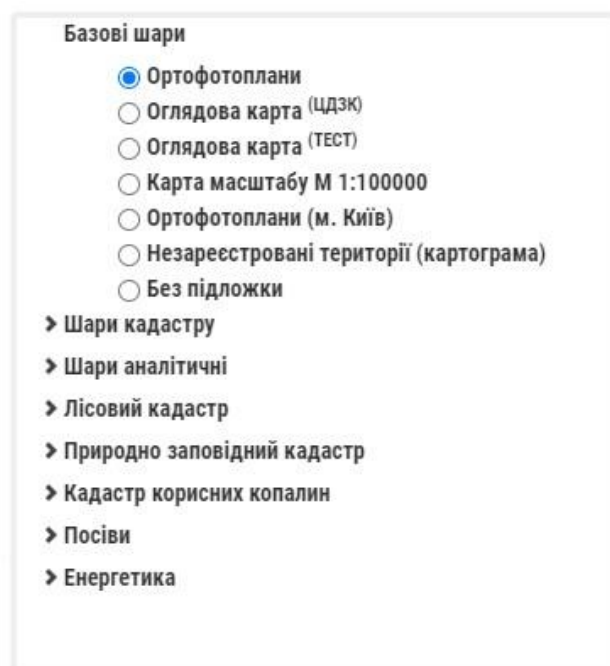 Базові шари
Ортофотоплани
Оглядова карта (ЦДЗК)
Оглядова карта (ТЕСТ)
Карта масштабу М 1:100000
Ортофотоплани (м. Київ)
Незареєстровані території (картограма)
Без підложки
Шари кадастру
Шари аналітичні
Лісовий кадастр
Природно заповідний кадастр
Кадастр корисних копалин
Посіви
Енергетика